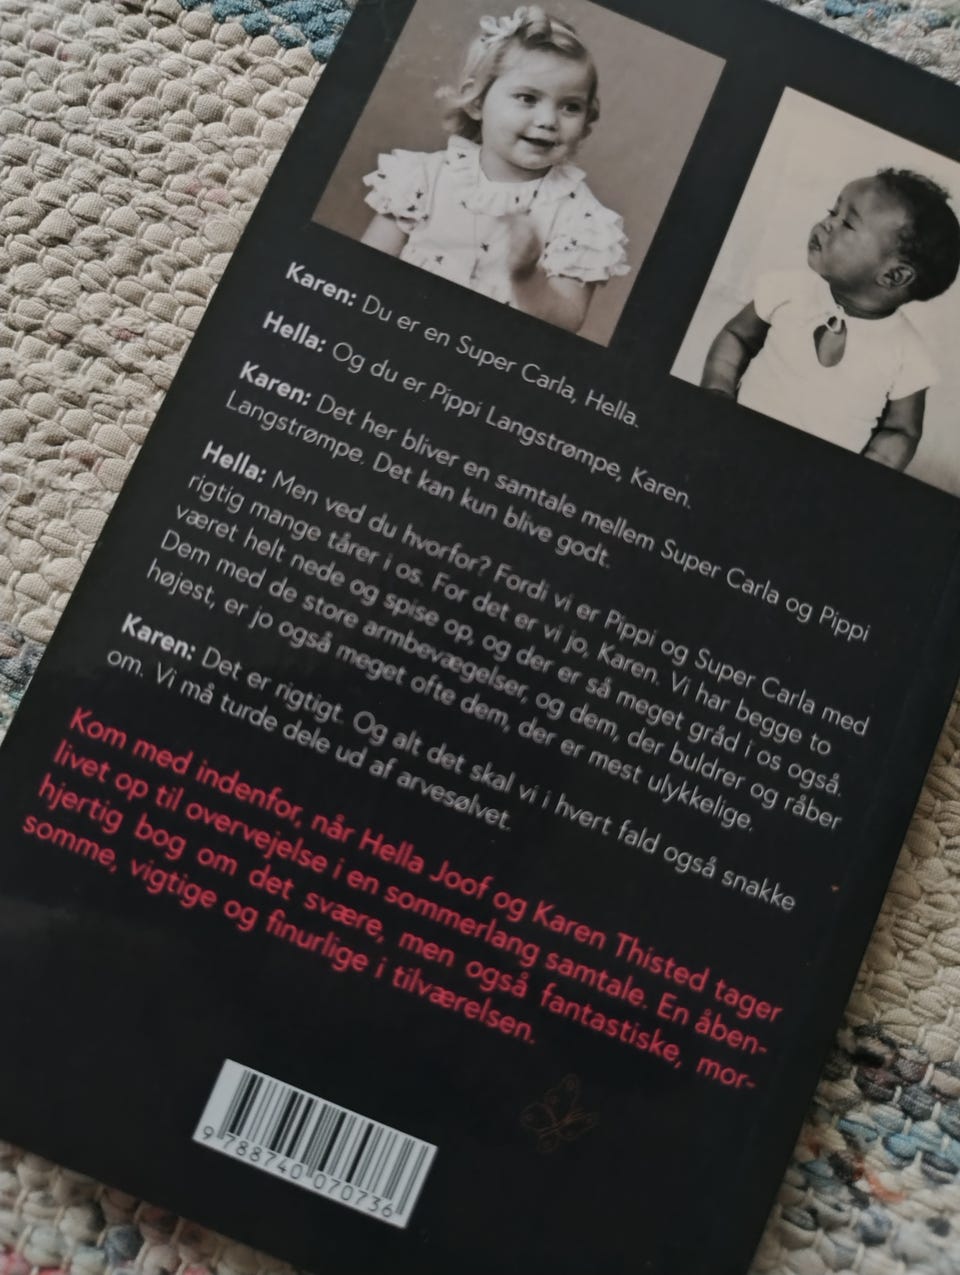 Karen: Du er en Super Carla, Hella.
Hella: Og du er Pippi Langstrømpe, Karen.
Karen: Det her bliver en samtale mellem Super Carla og Pippi
Langstrømpe. Det kan kun blive godt.
Hella: Men ved du hvorfor? Fordi vi er Pippi og Super Carla med
rigtig mange tårer i os. For det er vi jo, Karen. Vi har begge to
været helt nede og spise op, og der er så meget gråd i os også.
Dem med de store armbevægelser, og dem, der buldrer og råber
højest, er jo også meget ofte dem, der er mest ulykkelige.
Karen: Det er rigtigt. Og alt det skal vi i hvert fald også snakke
om. Vi må turde dele ud af arvesølvet.
Kom med indenfor, når Hella Joof og Karen Thisted tager
livet op til overvejelse i en sommerlang samtale. En åben-
hjertig bog om det svære, men også fantastiske, mor-
somme, vigtige og finurlige i tilværelsen.
9 788740 070736